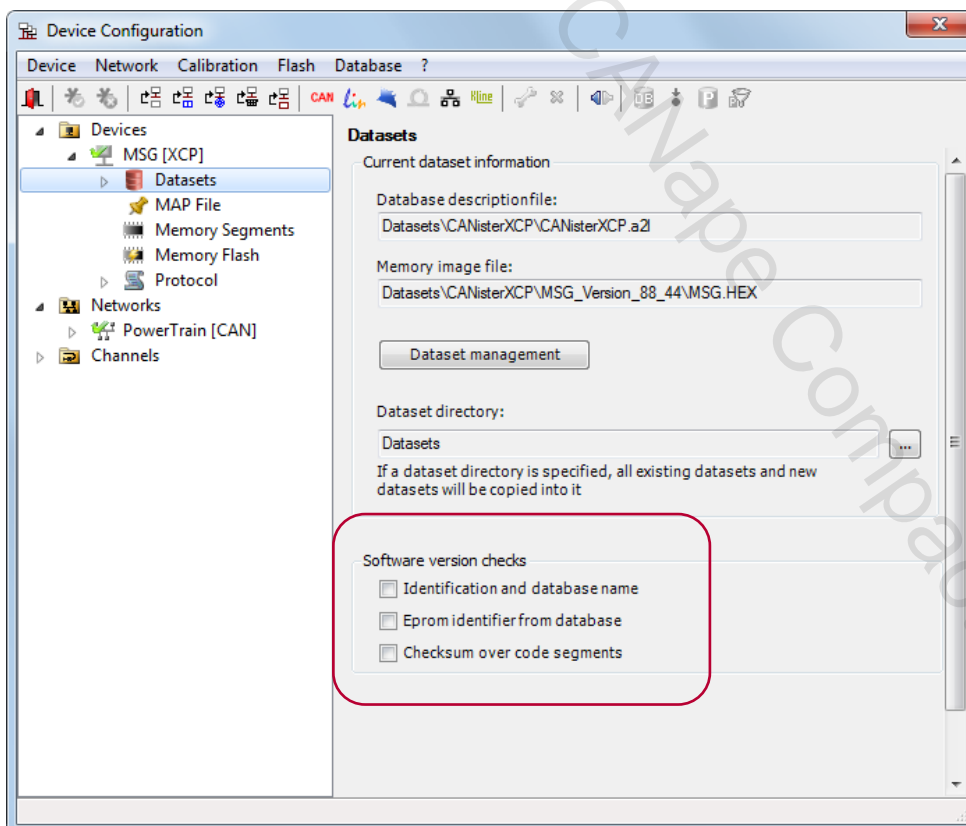 Device Configuration
Device Network Calibration Flash Database ?
CAN Lin Kline DB P
Devices
MSG [XCP]
Datasets
MAP File
Memory Segments
Memory Flash
Protocol
Networks
PowerTrain [CAN]
Channels
Datasets
Current dataset information
Database descriptionfile:
Datasets\CANisterXCP\CANisterXCP.a2l
Memory image file:
Datasets\CANisterXCP\MSG_Version_88_44\MSG.HEX
Dataset management
Dataset directory:
Datasets
...
If a dataset directory is specified, all existing datasets and new
datasets will be copied into it
Software version checks
Identification and database name
Eprom identifier from database
Checksum over code segments
CANape Compac